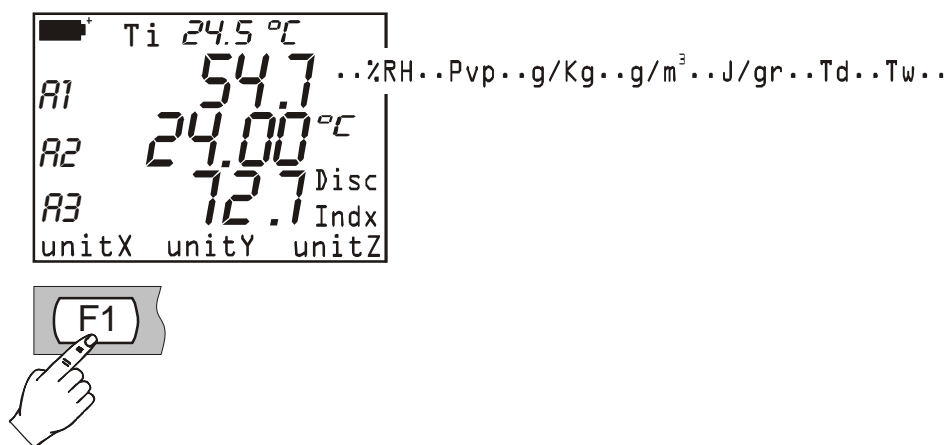 +
Ti 24.5 °C
A1 54.7 ..%RH..Pvp..g/Kg..g/m³..J/gr..Td..Tw..
A2 24.00 °C
A3 72.7 Disc Indx
unitX unitY unitZ
F1